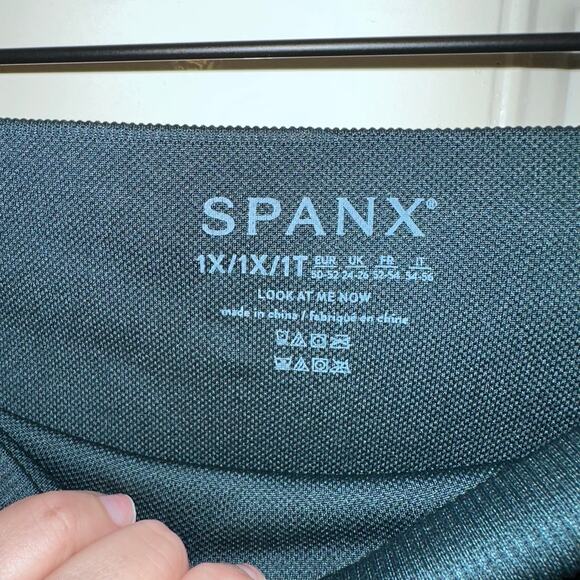 SPANX®
1X/1X/1T EUR UK FR IT
50-52 24-26 52-54 54-56
LOOK AT ME NOW
made in china / fabriqué en chine